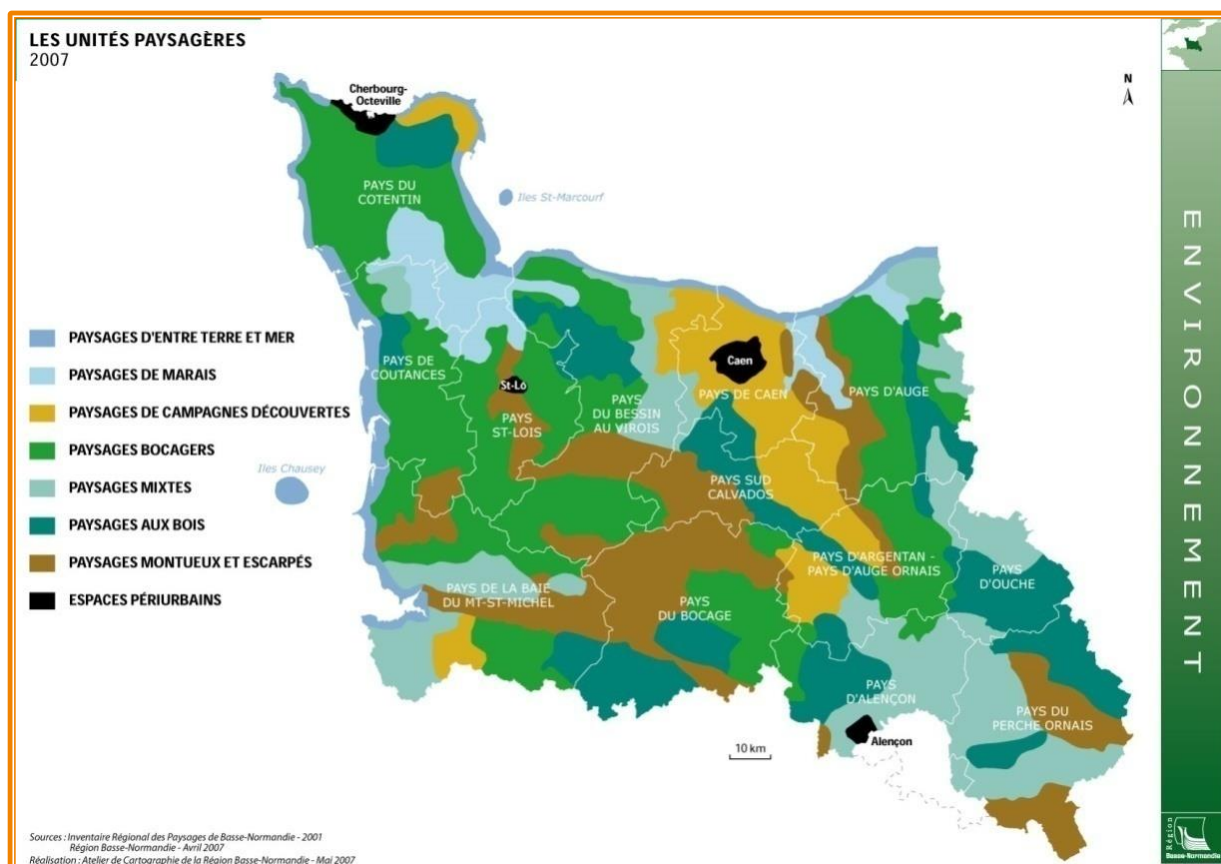 LES UNITÉS PAYSAGÈRES
2007
N
Cherbourg-
Octeville
PAYS DU
COTENTIN
Iles St-Marcourf
PAYSAGES D'ENTRE TERRE ET MER
PAYSAGES DE MARAIS
PAYSAGES DE CAMPAGNES DÉCOUVERTES
PAYSAGES BOCAGERS
PAYSAGES MIXTES
PAYSAGES AUX BOIS
PAYSAGES MONTUEUX ET ESCARPÉS
ESPACES PÉRIURBAINS
PAYS DE
COUTANCES
St-Lô
PAYS
ST-LOIS
PAYS
DU BESSIN
AU VIROIS
Caen
PAYS DE CAEN
PAYS D'AUGE
Iles Chausey
PAYS SUD
CALVADOS
PAYS D'ARGENTAN -
PAYS D'AUGE ORNAIS
PAYS
D'OUCHE
PAYS DE LA BAIE
DU MT-ST-MICHEL
PAYS
DU BOCAGE
PAYS
D'ALENÇON
PAYS DU
PERCHE ORNAIS
Alençon
10 km
Sources : Inventaire Régional des Paysages de Basse-Normandie - 2001
Région Basse-Normandie - Avril 2007
Réalisation : Atelier de Cartographie de la Région Basse-Normandie - Mai 2007
ENVIRONNEMENT
Région
Basse-Normandie